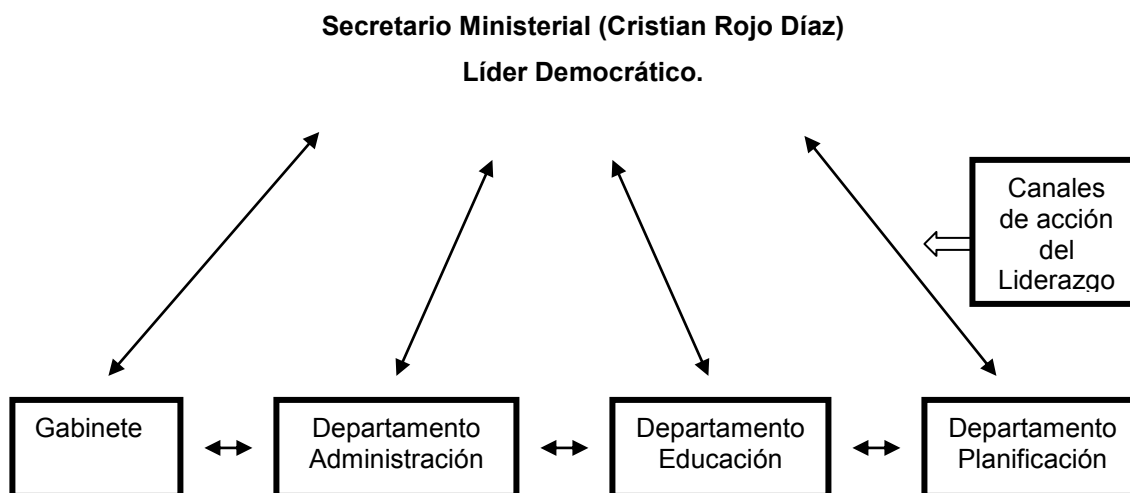 Secretario Ministerial (Cristian Rojo Díaz)
Líder Democrático.
Canales
de acción
del
Liderazgo
Gabinete
Departamento
Administración
Departamento
Educación
Departamento
Planificación